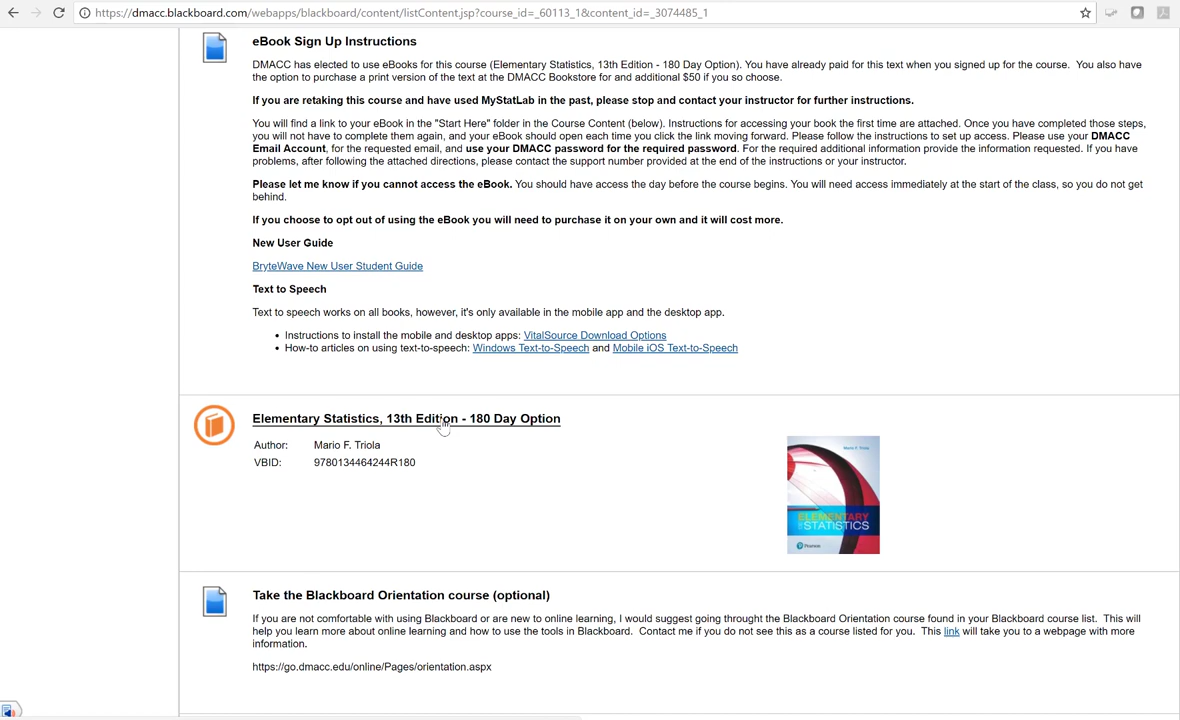 https://dmacc.blackboard.com/webapps/blackboard/content/listContent.jsp?course_id=_60113_1&content_id=_3074485_1
eBook Sign Up Instructions
DMACC has elected to use eBooks for this course (Elementary Statistics, 13th Edition - 180 Day Option). You have already paid for this text when you signed up for the course.  You also have
the option to purchase a print version of the text at the DMACC Bookstore for and additional $50 if you so choose.
If you are retaking this course and have used MyStatLab in the past, please stop and contact your instructor for further instructions.
You will find a link to your eBook in the "Start Here" folder in the Course Content (below). Instructions for accessing your book the first time are attached. Once you have completed those steps,
you will not have to complete them again, and your eBook should open each time you click the link moving forward. Please follow the instructions to set up access. Please use your DMACC
Email Account, for the requested email, and use your DMACC password for the required password. For the required additional information provide the information requested. If you have
problems, after following the attached directions, please contact the support number provided at the end of the instructions or your instructor.
Please let me know if you cannot access the eBook. You should have access the day before the course begins. You will need access immediately at the start of the class, so you do not get
behind.
If you choose to opt out of using the eBook you will need to purchase it on your own and it will cost more.
New User Guide
BryteWave New User Student Guide
Text to Speech
Text to speech works on all books, however, it's only available in the mobile app and the desktop app.
• Instructions to install the mobile and desktop apps: VitalSource Download Options
• How-to articles on using text-to-speech: Windows Text-to-Speech and Mobile iOS Text-to-Speech
Elementary Statistics, 13th Edition - 180 Day Option
Author: Mario F. Triola
VBID: 9780134464244R180
Mario F. Triola
ELEMENTARY
STATISTICS
Pearson
Take the Blackboard Orientation course (optional)
If you are not comfortable with using Blackboard or are new to online learning, I would suggest going throught the Blackboard Orientation course found in your Blackboard course list.  This will
help you learn more about online learning and how to use the tools in Blackboard.  Contact me if you do not see this as a course listed for you.  This link will take you to a webpage with more
information.
https://go.dmacc.edu/online/Pages/orientation.aspx